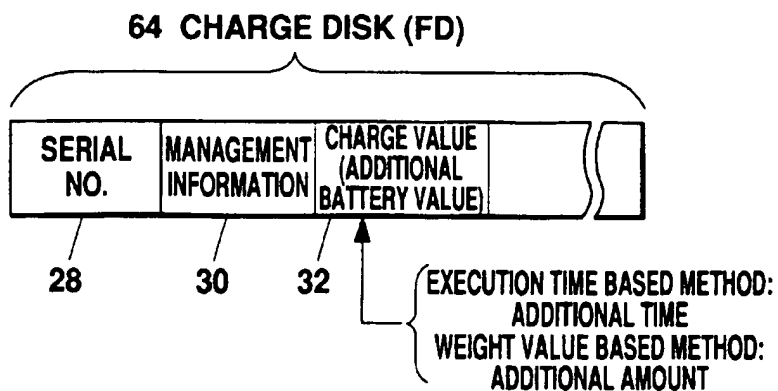 64 CHARGE DISK (FD)
SERIAL NO.
MANAGEMENT INFORMATION
CHARGE VALUE (ADDITIONAL BATTERY VALUE)
28
30
32
EXECUTION TIME BASED METHOD:
ADDITIONAL TIME
WEIGHT VALUE BASED METHOD:
ADDITIONAL AMOUNT